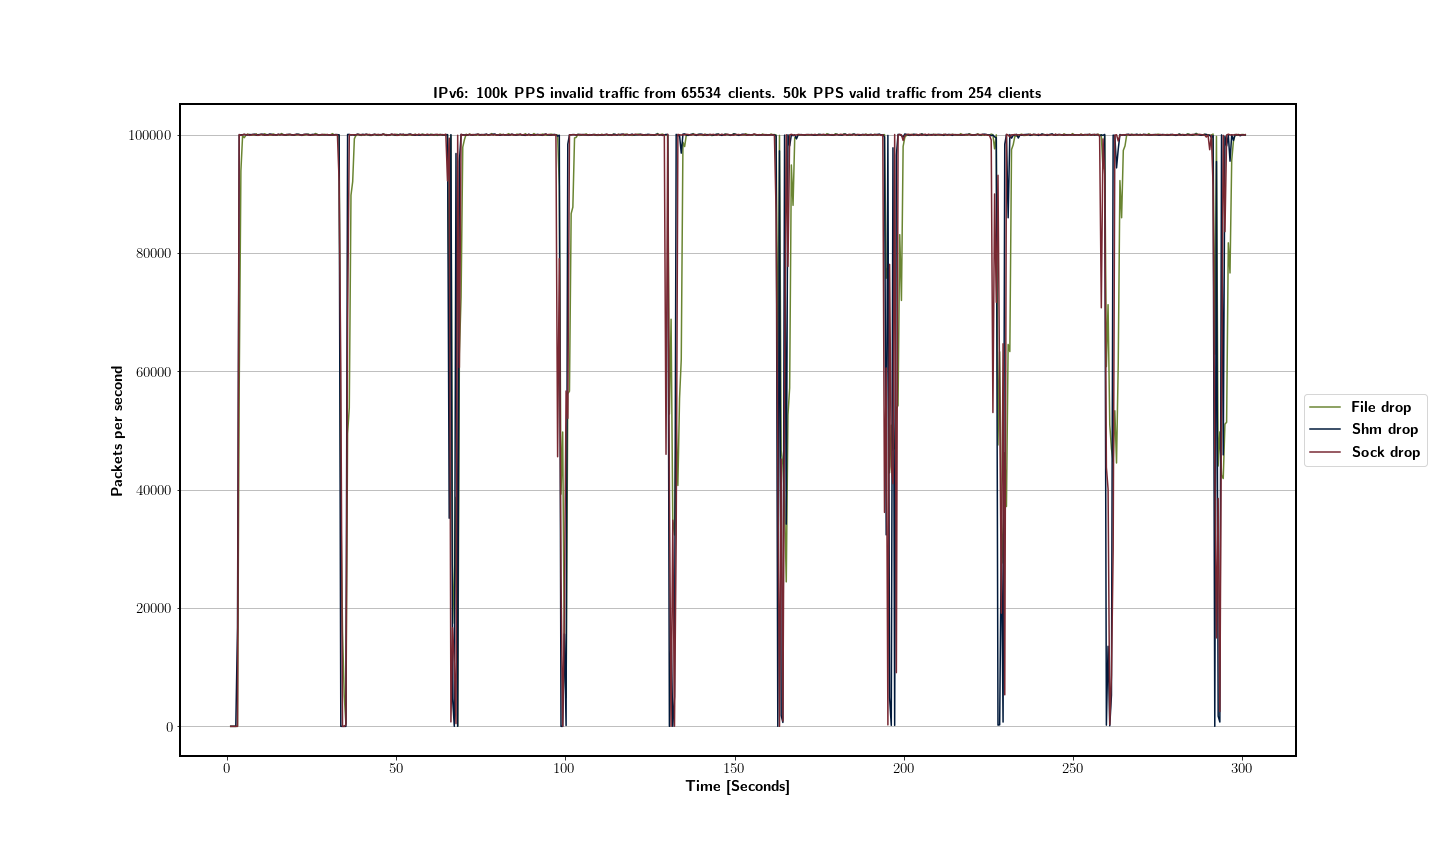 IPv6: 100k PPS invalid traffic from 65534 clients. 50k PPS valid traffic from 254 clients
100000
80000
60000
40000
20000
0
Packets per second
0 50 100 150 200 250 300
Time [Seconds]
File drop
Shm drop
Sock drop